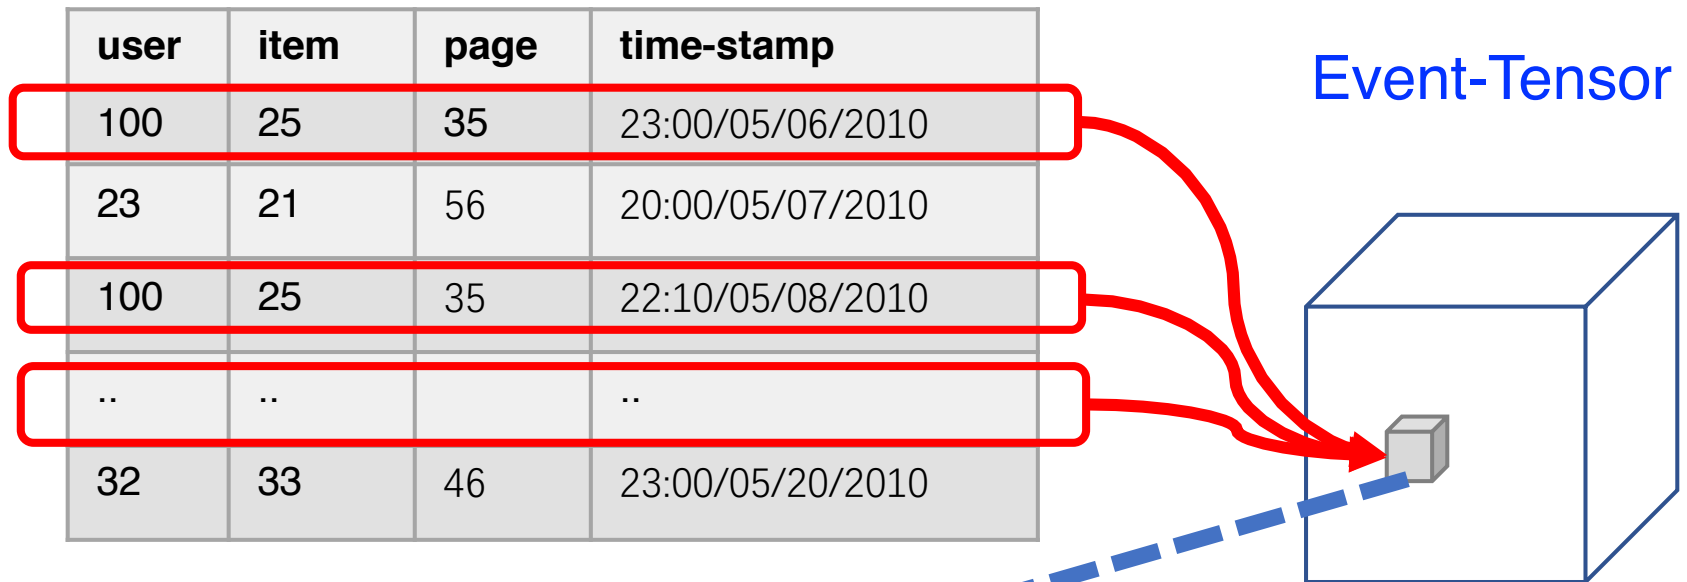 user item page time-stamp
Event-Tensor
100 25 35 23:00/05/06/2010
23 21 56 20:00/05/07/2010
100 25 35 22:10/05/08/2010
.. .. ..
32 33 46 23:00/05/20/2010